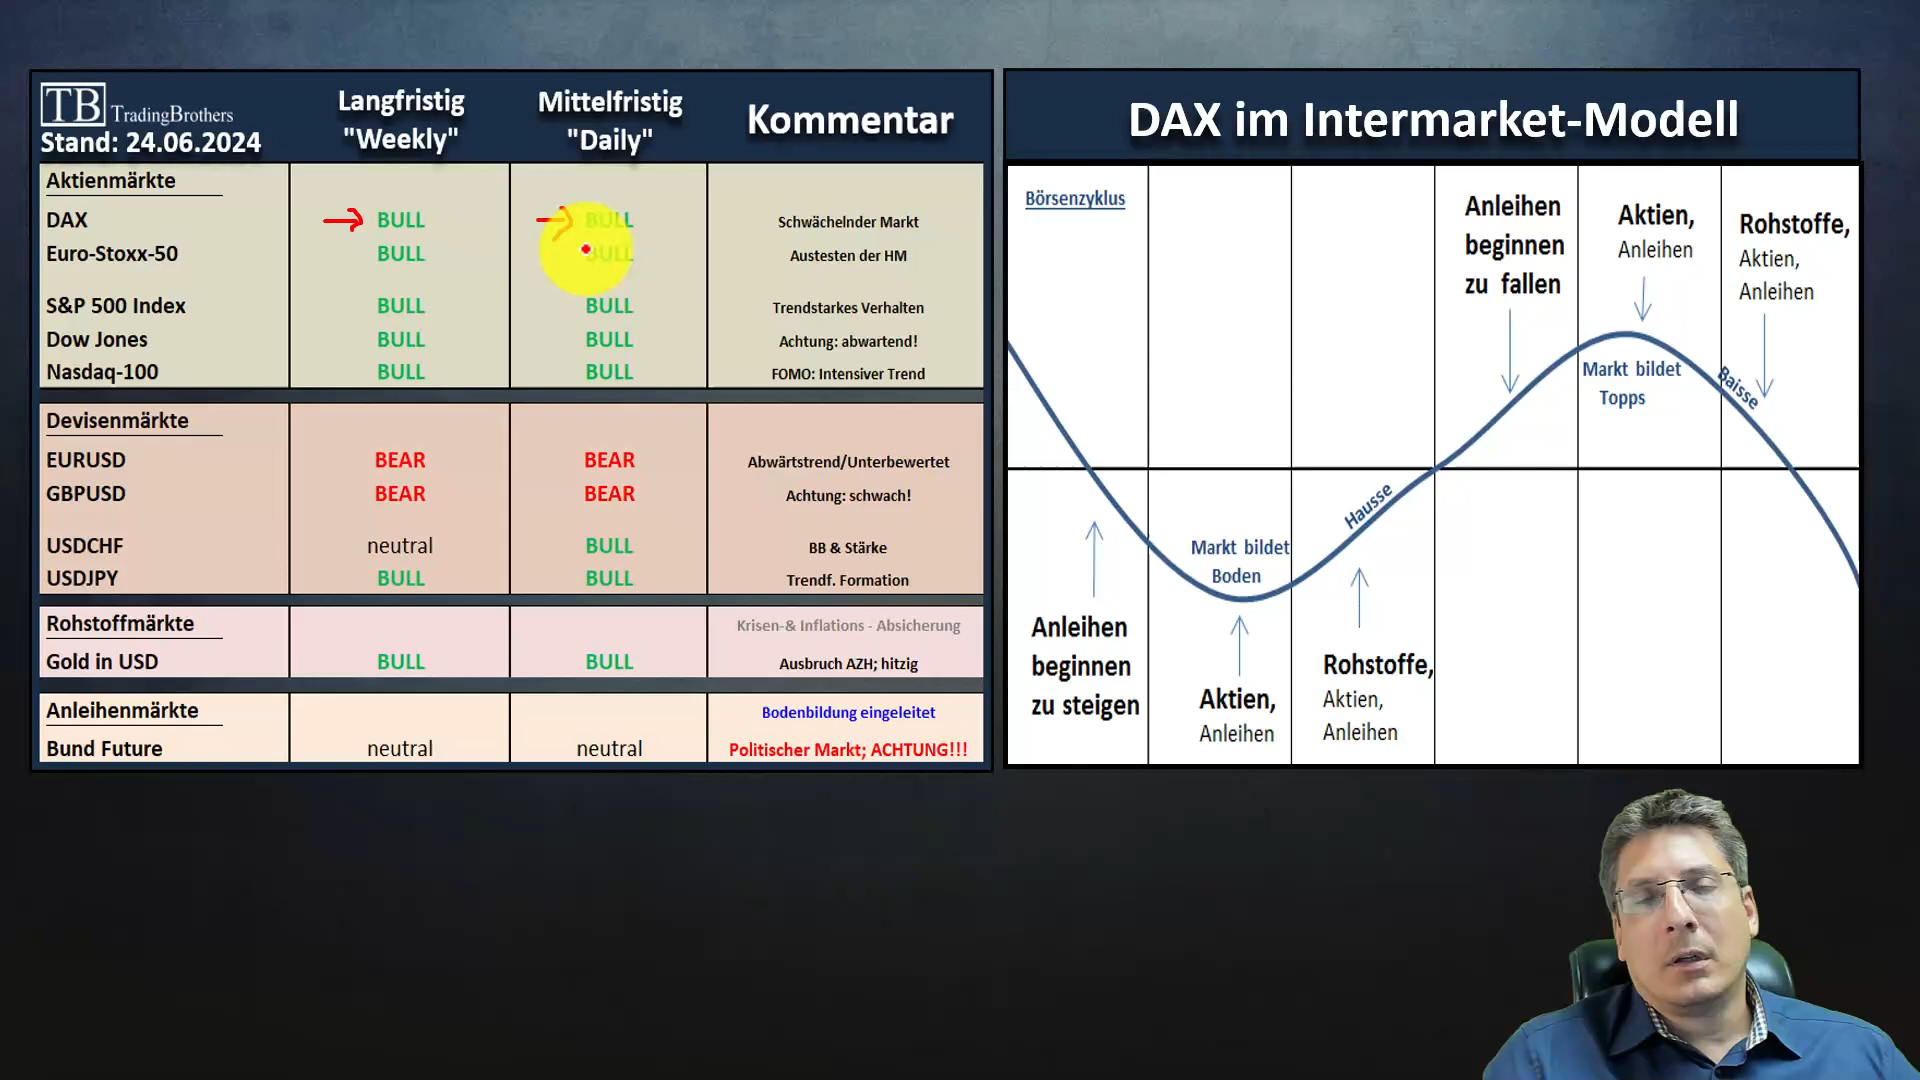 TB TradingBrothers
Stand: 24.06.2024
Langfristig
"Weekly"
Mittelfristig
"Daily"
Kommentar
Aktienmärkte
DAX BULL BULL Schwächelnder Markt
Euro-Stoxx-50 BULL BULL Austesten der HM
S&P 500 Index BULL BULL Trendstarkes Verhalten
Dow Jones BULL BULL Achtung: abwartend!
Nasdaq-100 BULL BULL FOMO: Intensiver Trend
Devisenmärkte
EURUSD BEAR BEAR Abwärtstrend/Unterbewertet
GBPUSD BEAR BEAR Achtung: schwach!
USDCHF neutral BULL BB & Stärke
USDJPY BULL BULL Trendf. Formation
Rohstoffmärkte Krisen-& Inflations - Absicherung
Gold in USD BULL BULL Ausbruch AZH; hitzig
Anleihenmärkte Bodenbildung eingeleitet
Bund Future neutral neutral Politischer Markt; ACHTUNG!!!
DAX im Intermarket-Modell
Börsenzyklus
Anleihen
beginnen
zu fallen
Aktien,
Anleihen
Rohstoffe,
Aktien,
Anleihen
Markt bildet
Topps
Baisse
Hausse
Markt bildet
Boden
Anleihen
beginnen
zu steigen
Aktien,
Anleihen
Rohstoffe,
Aktien,
Anleihen